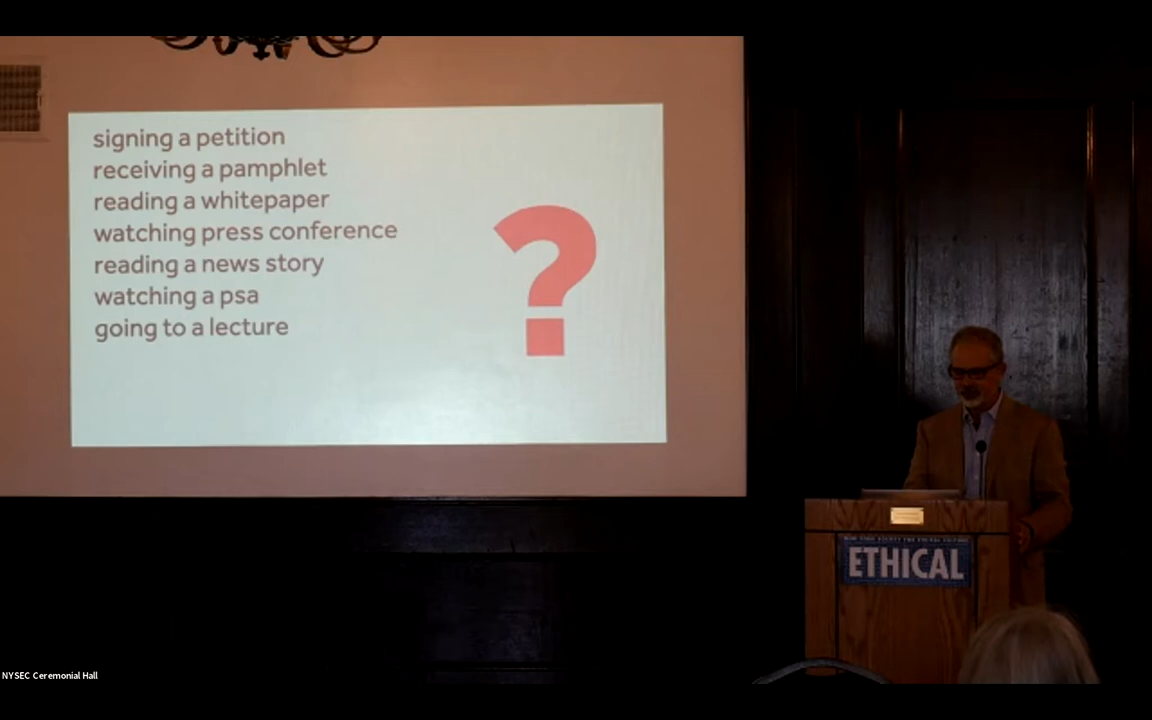 signing a petition
receiving a pamphlet
reading a whitepaper
watching press conference
reading a news story
watching a psa
going to a lecture
?
ETHICAL
NYSEC Ceremonial Hall